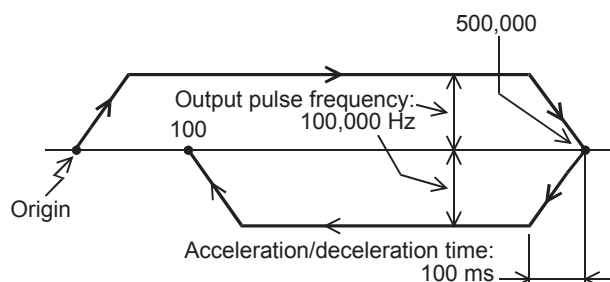 500,000
Output pulse frequency:
100,000 Hz
100
Origin
Acceleration/deceleration time:
100 ms